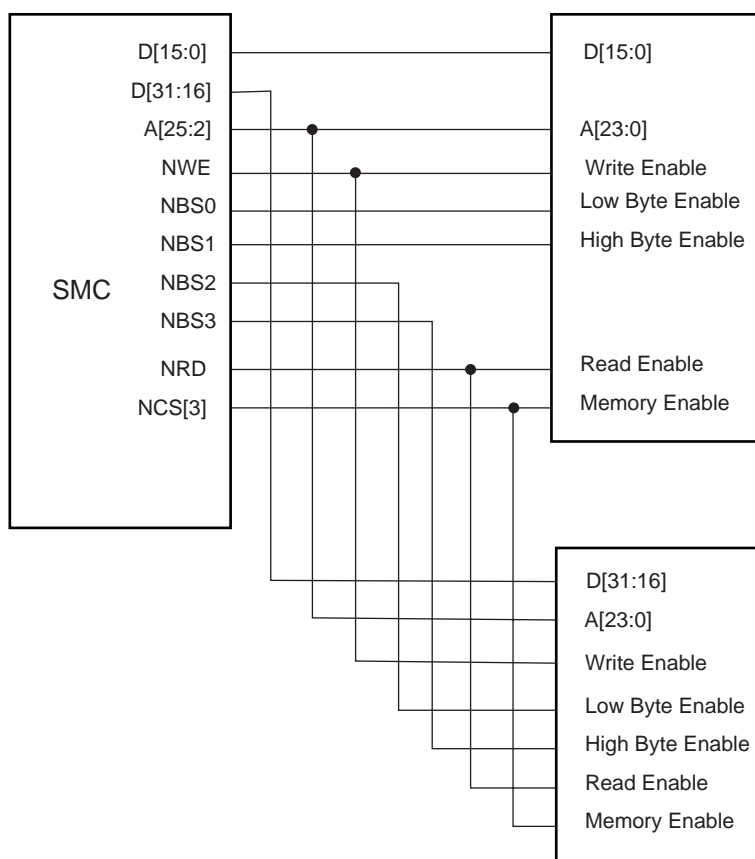 D[15:0]
D[31:16]
A[25:2]
NWE
NBS0
NBS1
NBS2
NBS3
NRD
NCS[3]
SMC
D[15:0]
A[23:0]
Write Enable
Low Byte Enable
High Byte Enable
Read Enable
Memory Enable
D[31:16]
A[23:0]
Write Enable
Low Byte Enable
High Byte Enable
Read Enable
Memory Enable